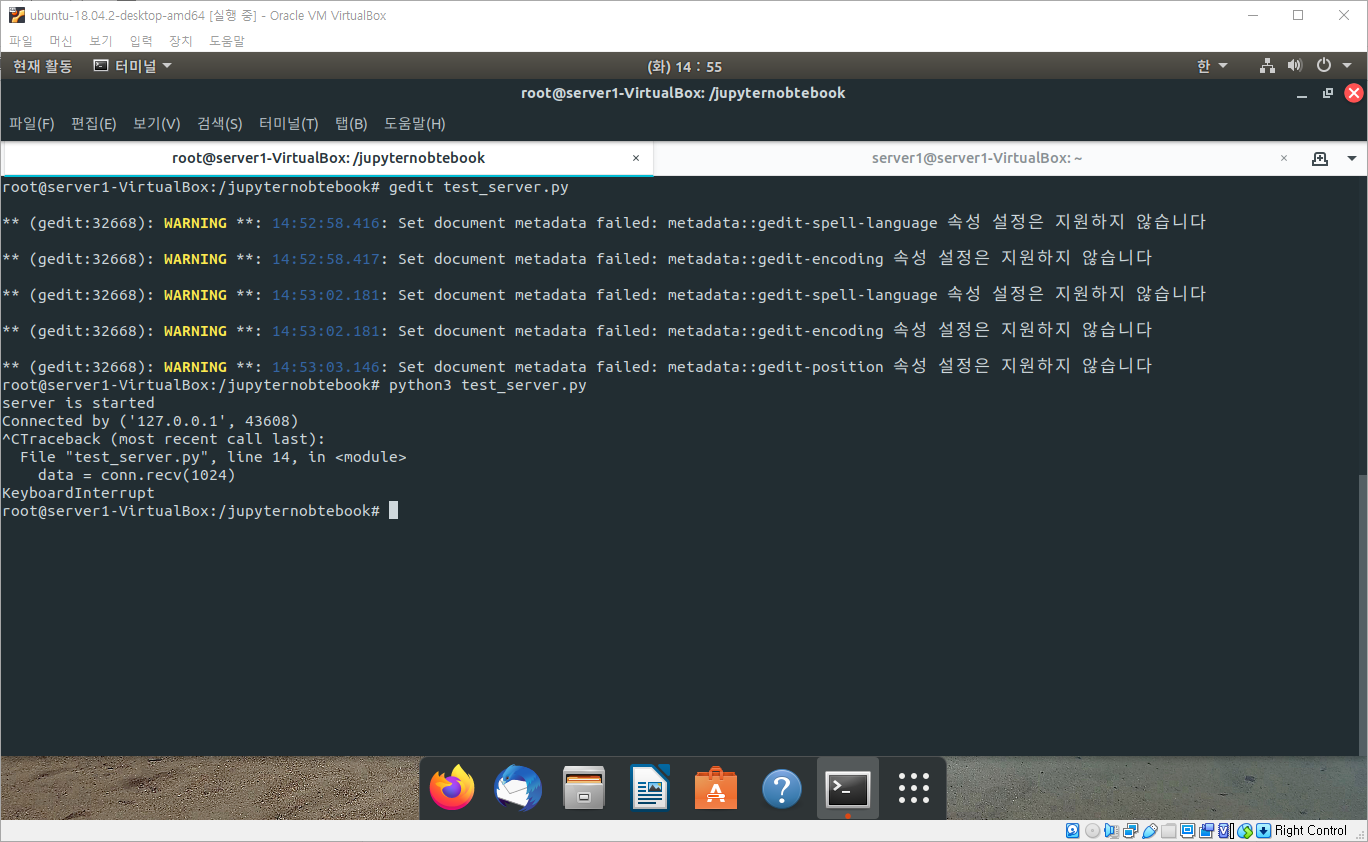 ubuntu-18.04.2-desktop-amd64 [실행 중] - Oracle VM VirtualBox
파일 머신 보기 입력 장치 도움말
현재 활동 터미널 (화) 14 : 55 한
root@server1-VirtualBox: /jupyternobtebook
파일(F) 편집(E) 보기(V) 검색(S) 터미널(T) 탭(B) 도움말(H)
root@server1-VirtualBox: /jupyternobtebook × server1@server1-VirtualBox: ~ ×
root@server1-VirtualBox:/jupyternobtebook# gedit test_server.py
** (gedit:32668): WARNING **: 14:52:58.416: Set document metadata failed: metadata::gedit-spell-language 속성 설정은 지원하지 않습니다
** (gedit:32668): WARNING **: 14:52:58.417: Set document metadata failed: metadata::gedit-encoding 속성 설정은 지원하지 않습니다
** (gedit:32668): WARNING **: 14:53:02.181: Set document metadata failed: metadata::gedit-spell-language 속성 설정은 지원하지 않습니다
** (gedit:32668): WARNING **: 14:53:02.181: Set document metadata failed: metadata::gedit-encoding 속성 설정은 지원하지 않습니다
** (gedit:32668): WARNING **: 14:53:03.146: Set document metadata failed: metadata::gedit-position 속성 설정은 지원하지 않습니다
root@server1-VirtualBox:/jupyternobtebook# python3 test_server.py
server is started
Connected by ('127.0.0.1', 43608)
^CTraceback (most recent call last):
  File "test_server.py", line 14, in <module>
    data = conn.recv(1024)
KeyboardInterrupt
root@server1-VirtualBox:/jupyternobtebook#
Right Control